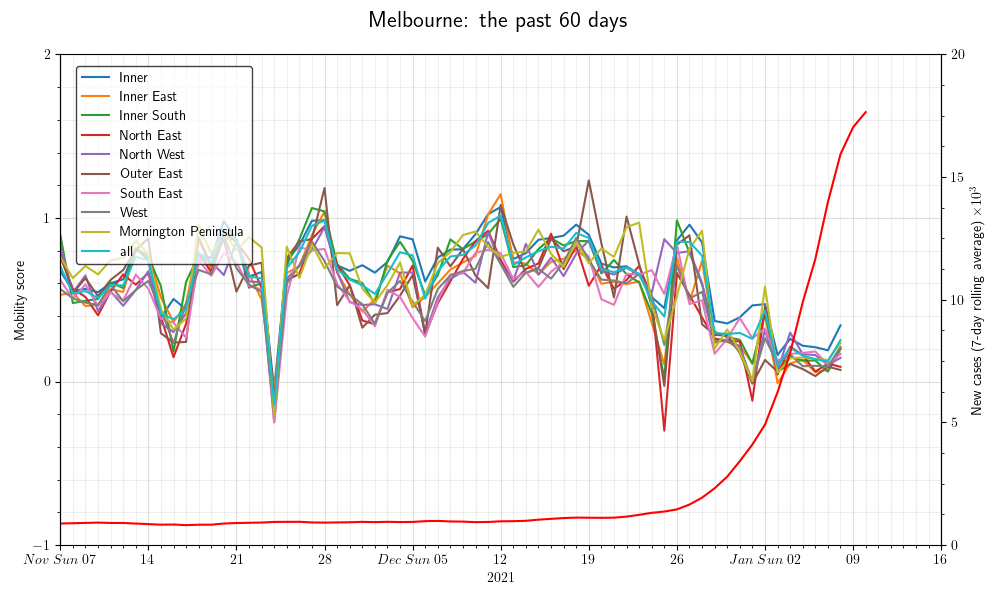 Melbourne: the past 60 days
2
1
0
−1
Mobility score
Inner
Inner East
Inner South
North East
North West
Outer East
South East
West
Mornington Peninsula
all
20
15
10
5
0
New cases (7-day rolling average) ×10³
Nov Sun 07 14 21 28 Dec Sun 05 12 19 26 Jan Sun 02 09 16
2021